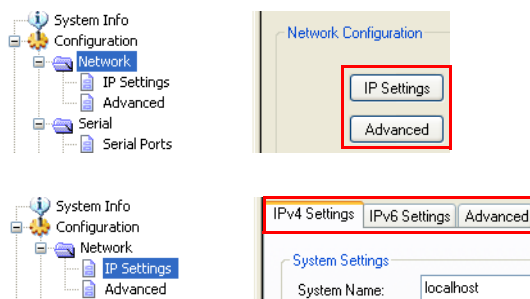 System Info
Configuration
Network
IP Settings
Advanced
Serial
Serial Ports
Network Configuration
IP Settings
Advanced
System Info
Configuration
Network
IP Settings
Advanced
IPv4 Settings IPv6 Settings Advanced
System Settings
System Name: localhost